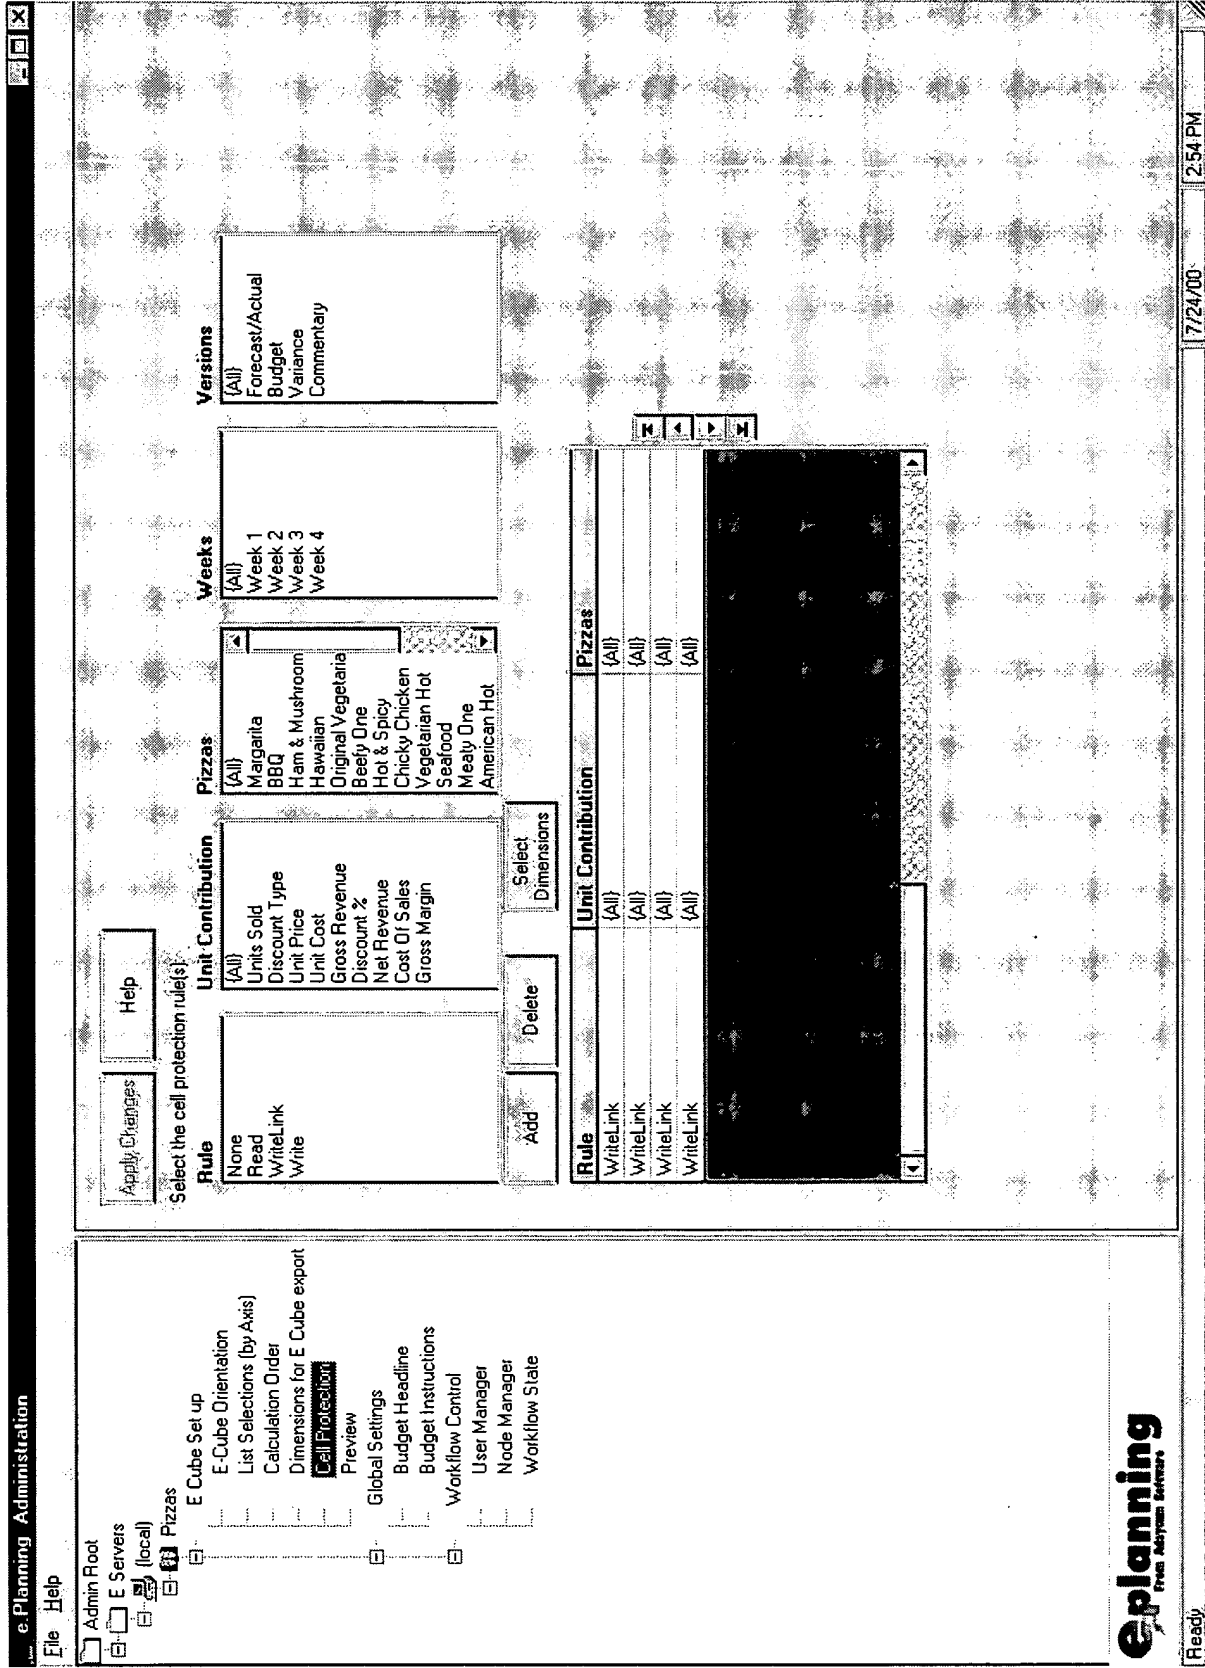 e.Planning Administration
File Help
Admin Root
E Servers
(local)
Pizzas
E Cube Set up
E-Cube Orientation
List Selections (by Axis)
Calculation Order
Dimensions for E Cube export
Cell Protection
Preview
Global Settings
Budget Headline
Budget Instructions
Workflow Control
User Manager
Node Manager
Workflow State
eplanning
From Adaytum Software
Apply Changes Help
Select the cell protection rule(s).
Rule
None
Read
WriteLink
Write
Unit Contribution
{All}
Units Sold
Discount Type
Unit Price
Unit Cost
Gross Revenue
Discount %
Net Revenue
Cost Of Sales
Gross Margin
Pizzas
{All}
Margarita
BBQ
Ham & Mushroom
Hawaiian
Original Vegetaria
Beefy One
Hot & Spicy
Chicky Chicken
Vegetarian Hot
Seafood
Meaty One
American Hot
Weeks
{All}
Week 1
Week 2
Week 3
Week 4
Versions
{All}
Forecast/Actual
Budget
Variance
Commentary
Add Delete Select Dimensions
Rule Unit Contribution Pizzas
WriteLink {All} {All}
WriteLink {All} {All}
WriteLink {All} {All}
WriteLink {All} {All}
Ready 7/24/00 2:54 PM